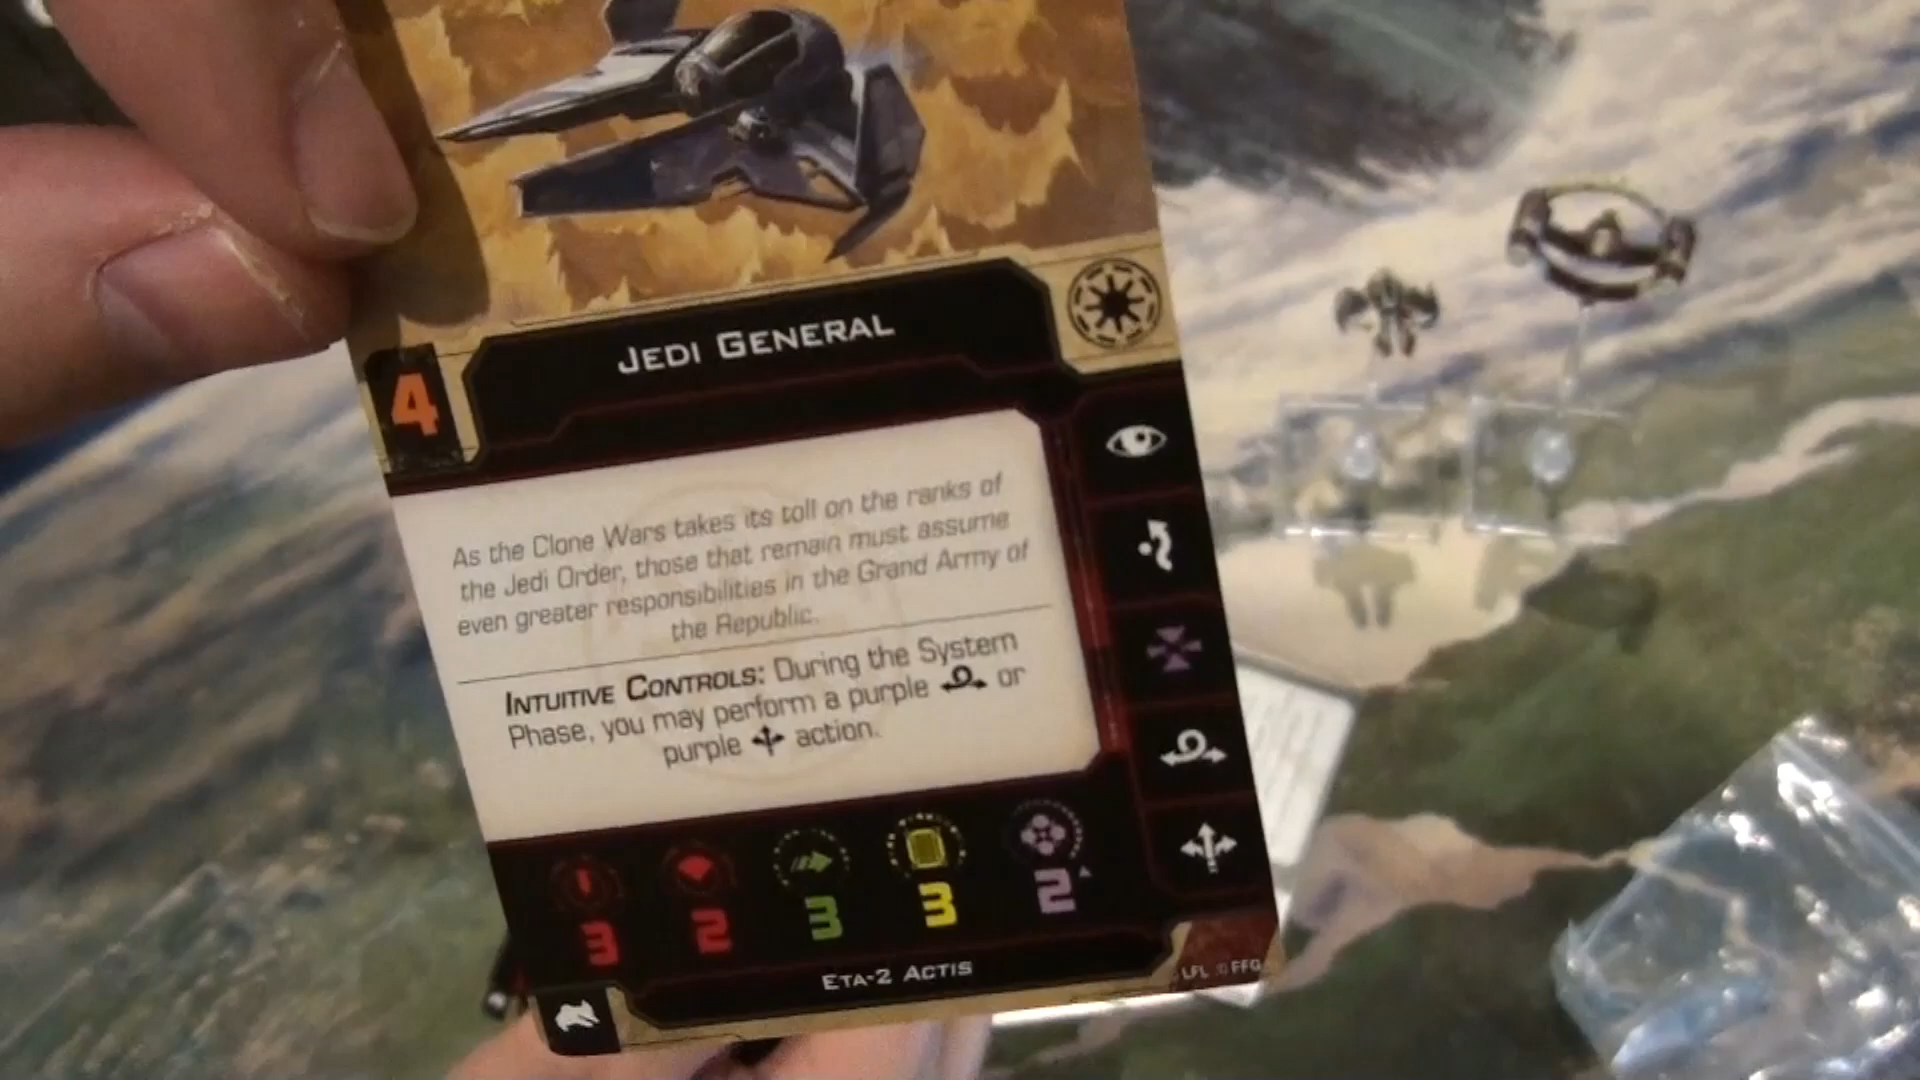 JEDI GENERAL
4
As the Clone Wars takes its toll on the ranks of
the Jedi Order, those that remain must assume
even greater responsibilities in the Grand Army of
the Republic.
INTUITIVE CONTROLS: During the System
Phase, you may perform a purple or
purple action.
3 2 3 3 2
ETA-2 ACTIS
LFL © FFG